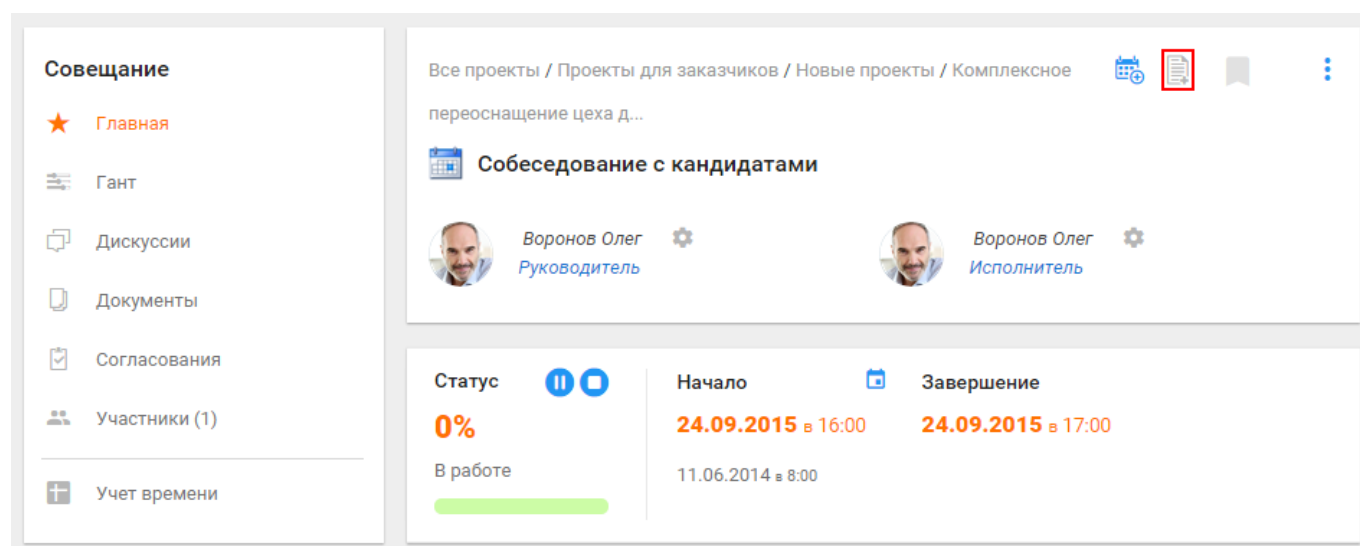 Совещание
Главная
Гант
Дискуссии
Документы
Согласования
Участники (1)
Учет времени
Все проекты / Проекты для заказчиков / Новые проекты / Комплексное
переоснащение цеха д...
Собеседование с кандидатами
Воронов Олег
Руководитель
Воронов Олег
Исполнитель
Статус
0%
В работе
Начало
24.09.2015 в 16:00
11.06.2014 в 8:00
Завершение
24.09.2015 в 17:00